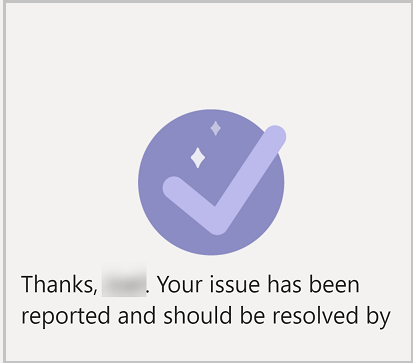 Thanks, . Your issue has been
reported and should be resolved by